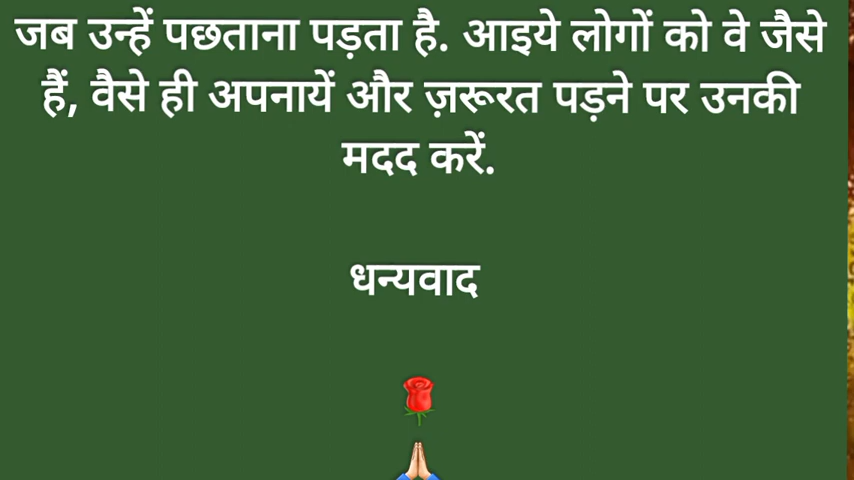 जब उन्हें पछताना पड़ता है. आइये लोगों को वे जैसे
हैं, वैसे ही अपनायें और ज़रूरत पड़ने पर उनकी
मदद करें.
धन्यवाद